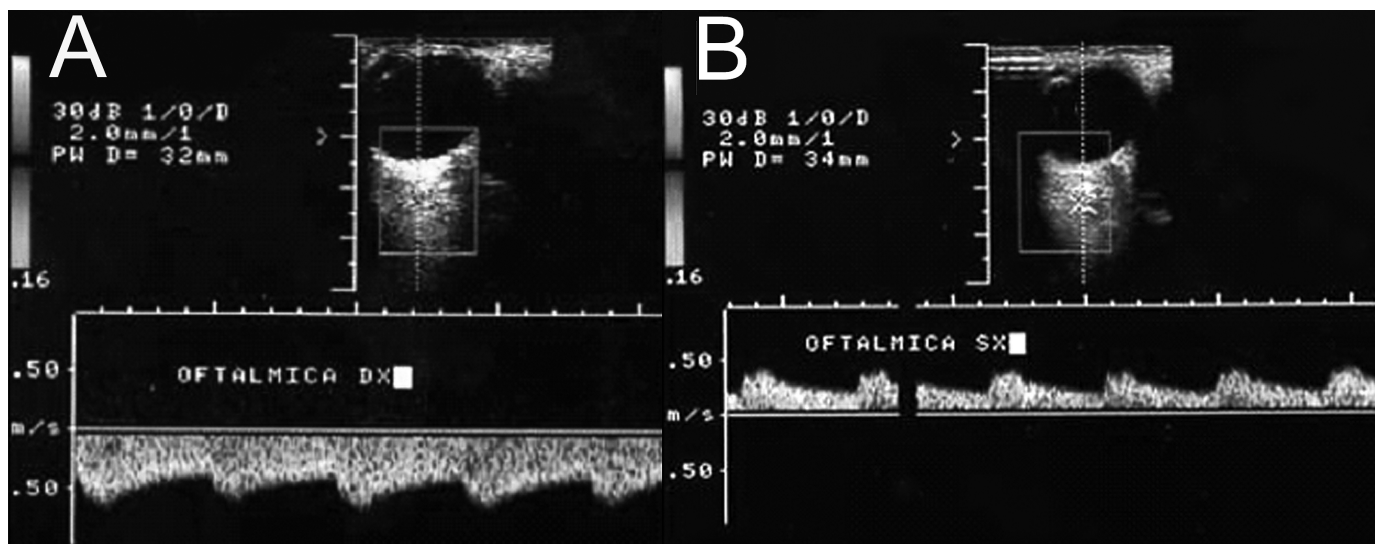 A
30dB 1/0/D
2.0mm/1
PW D= 32mm
.16
.50
OFTALMICA DX
m/s
.50
B
30dB 1/0/D
2.0mm/1
PW D= 34mm
.16
.50
OFTALMICA SX
m/s
.50